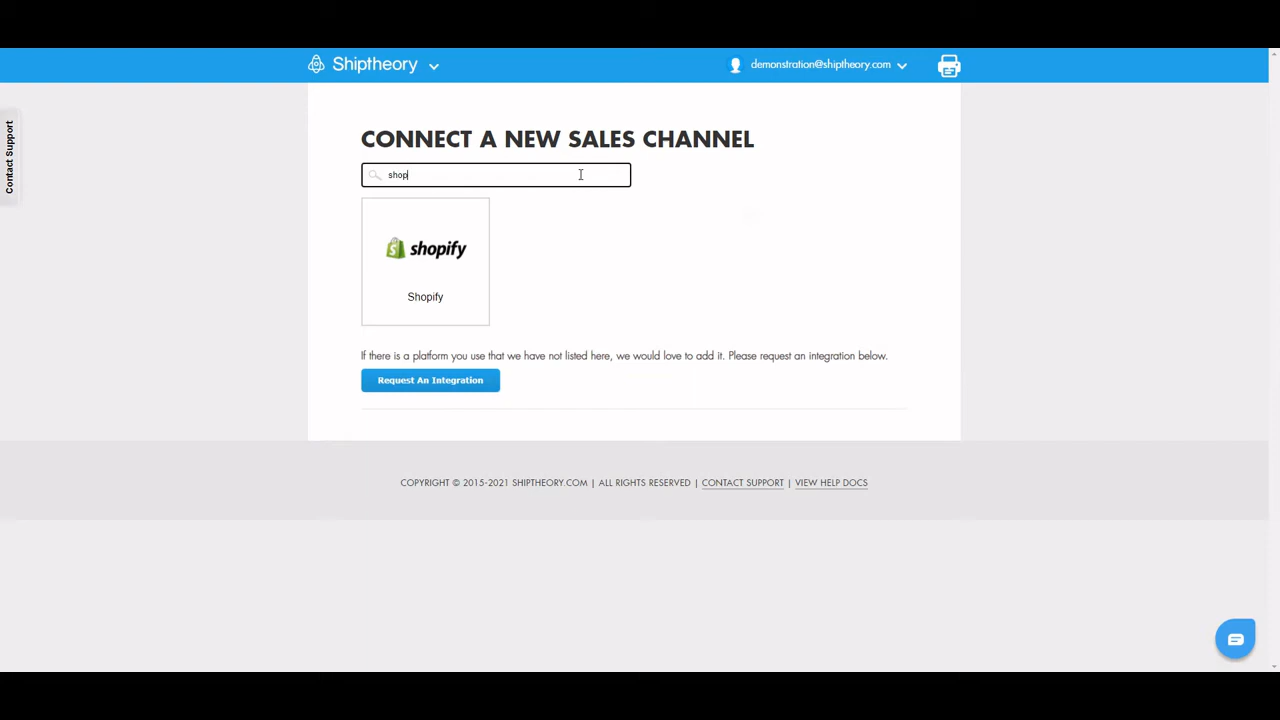 Shiptheory
demonstration@shiptheory.com
Contact Support
CONNECT A NEW SALES CHANNEL
shop
shopify
Shopify
If there is a platform you use that we have not listed here, we would love to add it. Please request an integration below.
Request An Integration
COPYRIGHT © 2015-2021 SHIPTHEORY.COM | ALL RIGHTS RESERVED | CONTACT SUPPORT | VIEW HELP DOCS